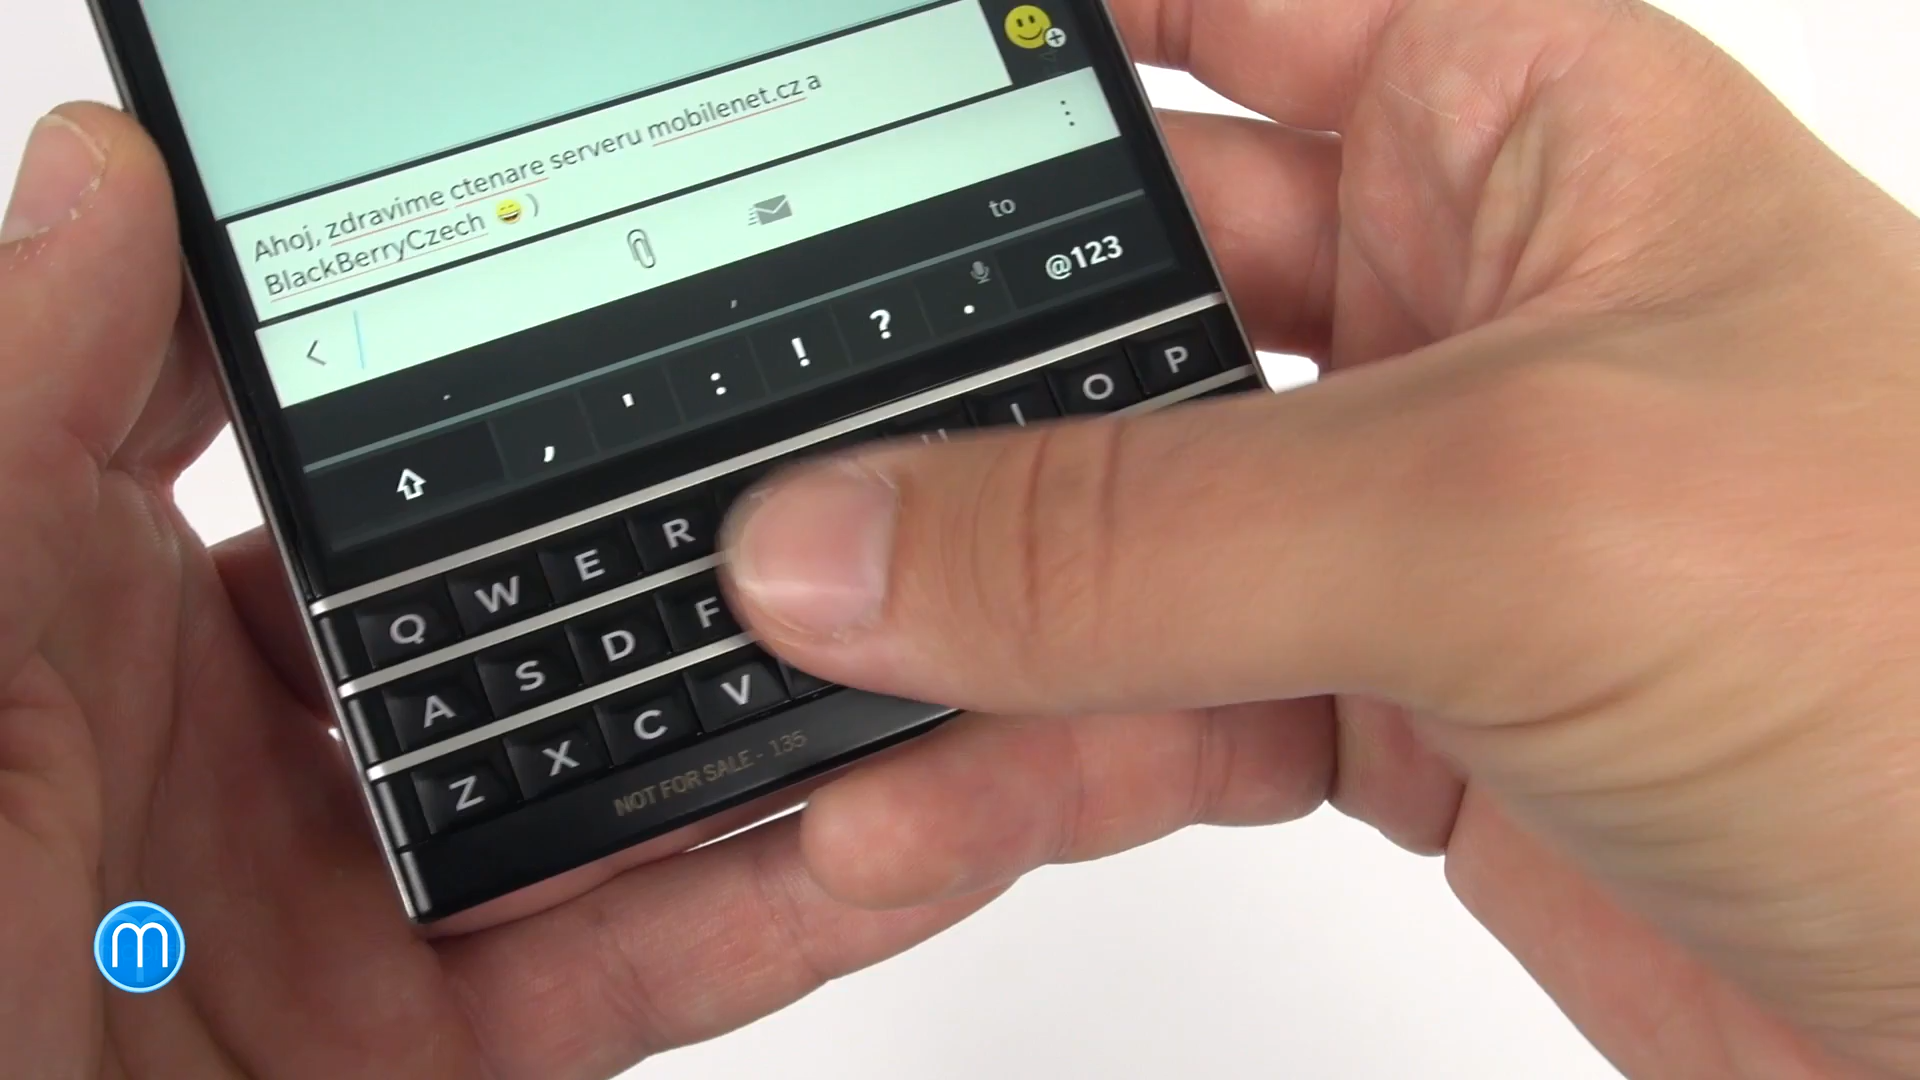 Ahoj, zdravime ctenare serveru mobilenet.cz a
BlackBerryCzech 😄 )
to
, ' : ! ? . @123
Q W E R I O P
A S D F
Z X C V
NOT FOR SALE - 135
m